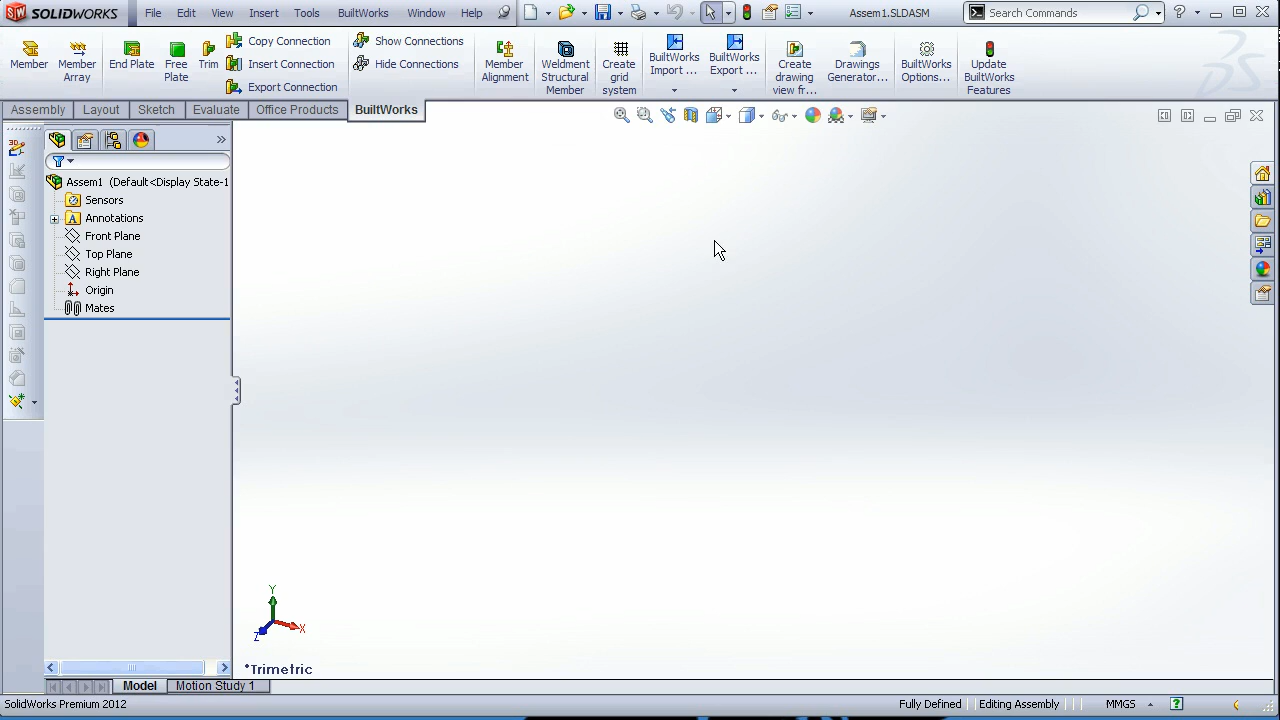 SOLIDWORKS File Edit View Insert Tools BuiltWorks Window Help Assem1.SLDASM Search Commands ?
Member
Member Array
End Plate
Free Plate
Trim
Copy Connection
Insert Connection
Export Connection
Show Connections
Hide Connections
Member Alignment
Weldment Structural Member
Create grid system
BuiltWorks Import ...
BuiltWorks Export ...
Create drawing view fr...
Drawings Generator...
BuiltWorks Options...
Update BuiltWorks Features
Assembly Layout Sketch Evaluate Office Products BuiltWorks
3D
Assem1 (Default<Display State-1
Sensors
A Annotations
Front Plane
Top Plane
Right Plane
Origin
Mates
Y
X
Z
*Trimetric
Model Motion Study 1
SolidWorks Premium 2012 Fully Defined Editing Assembly MMGS ?